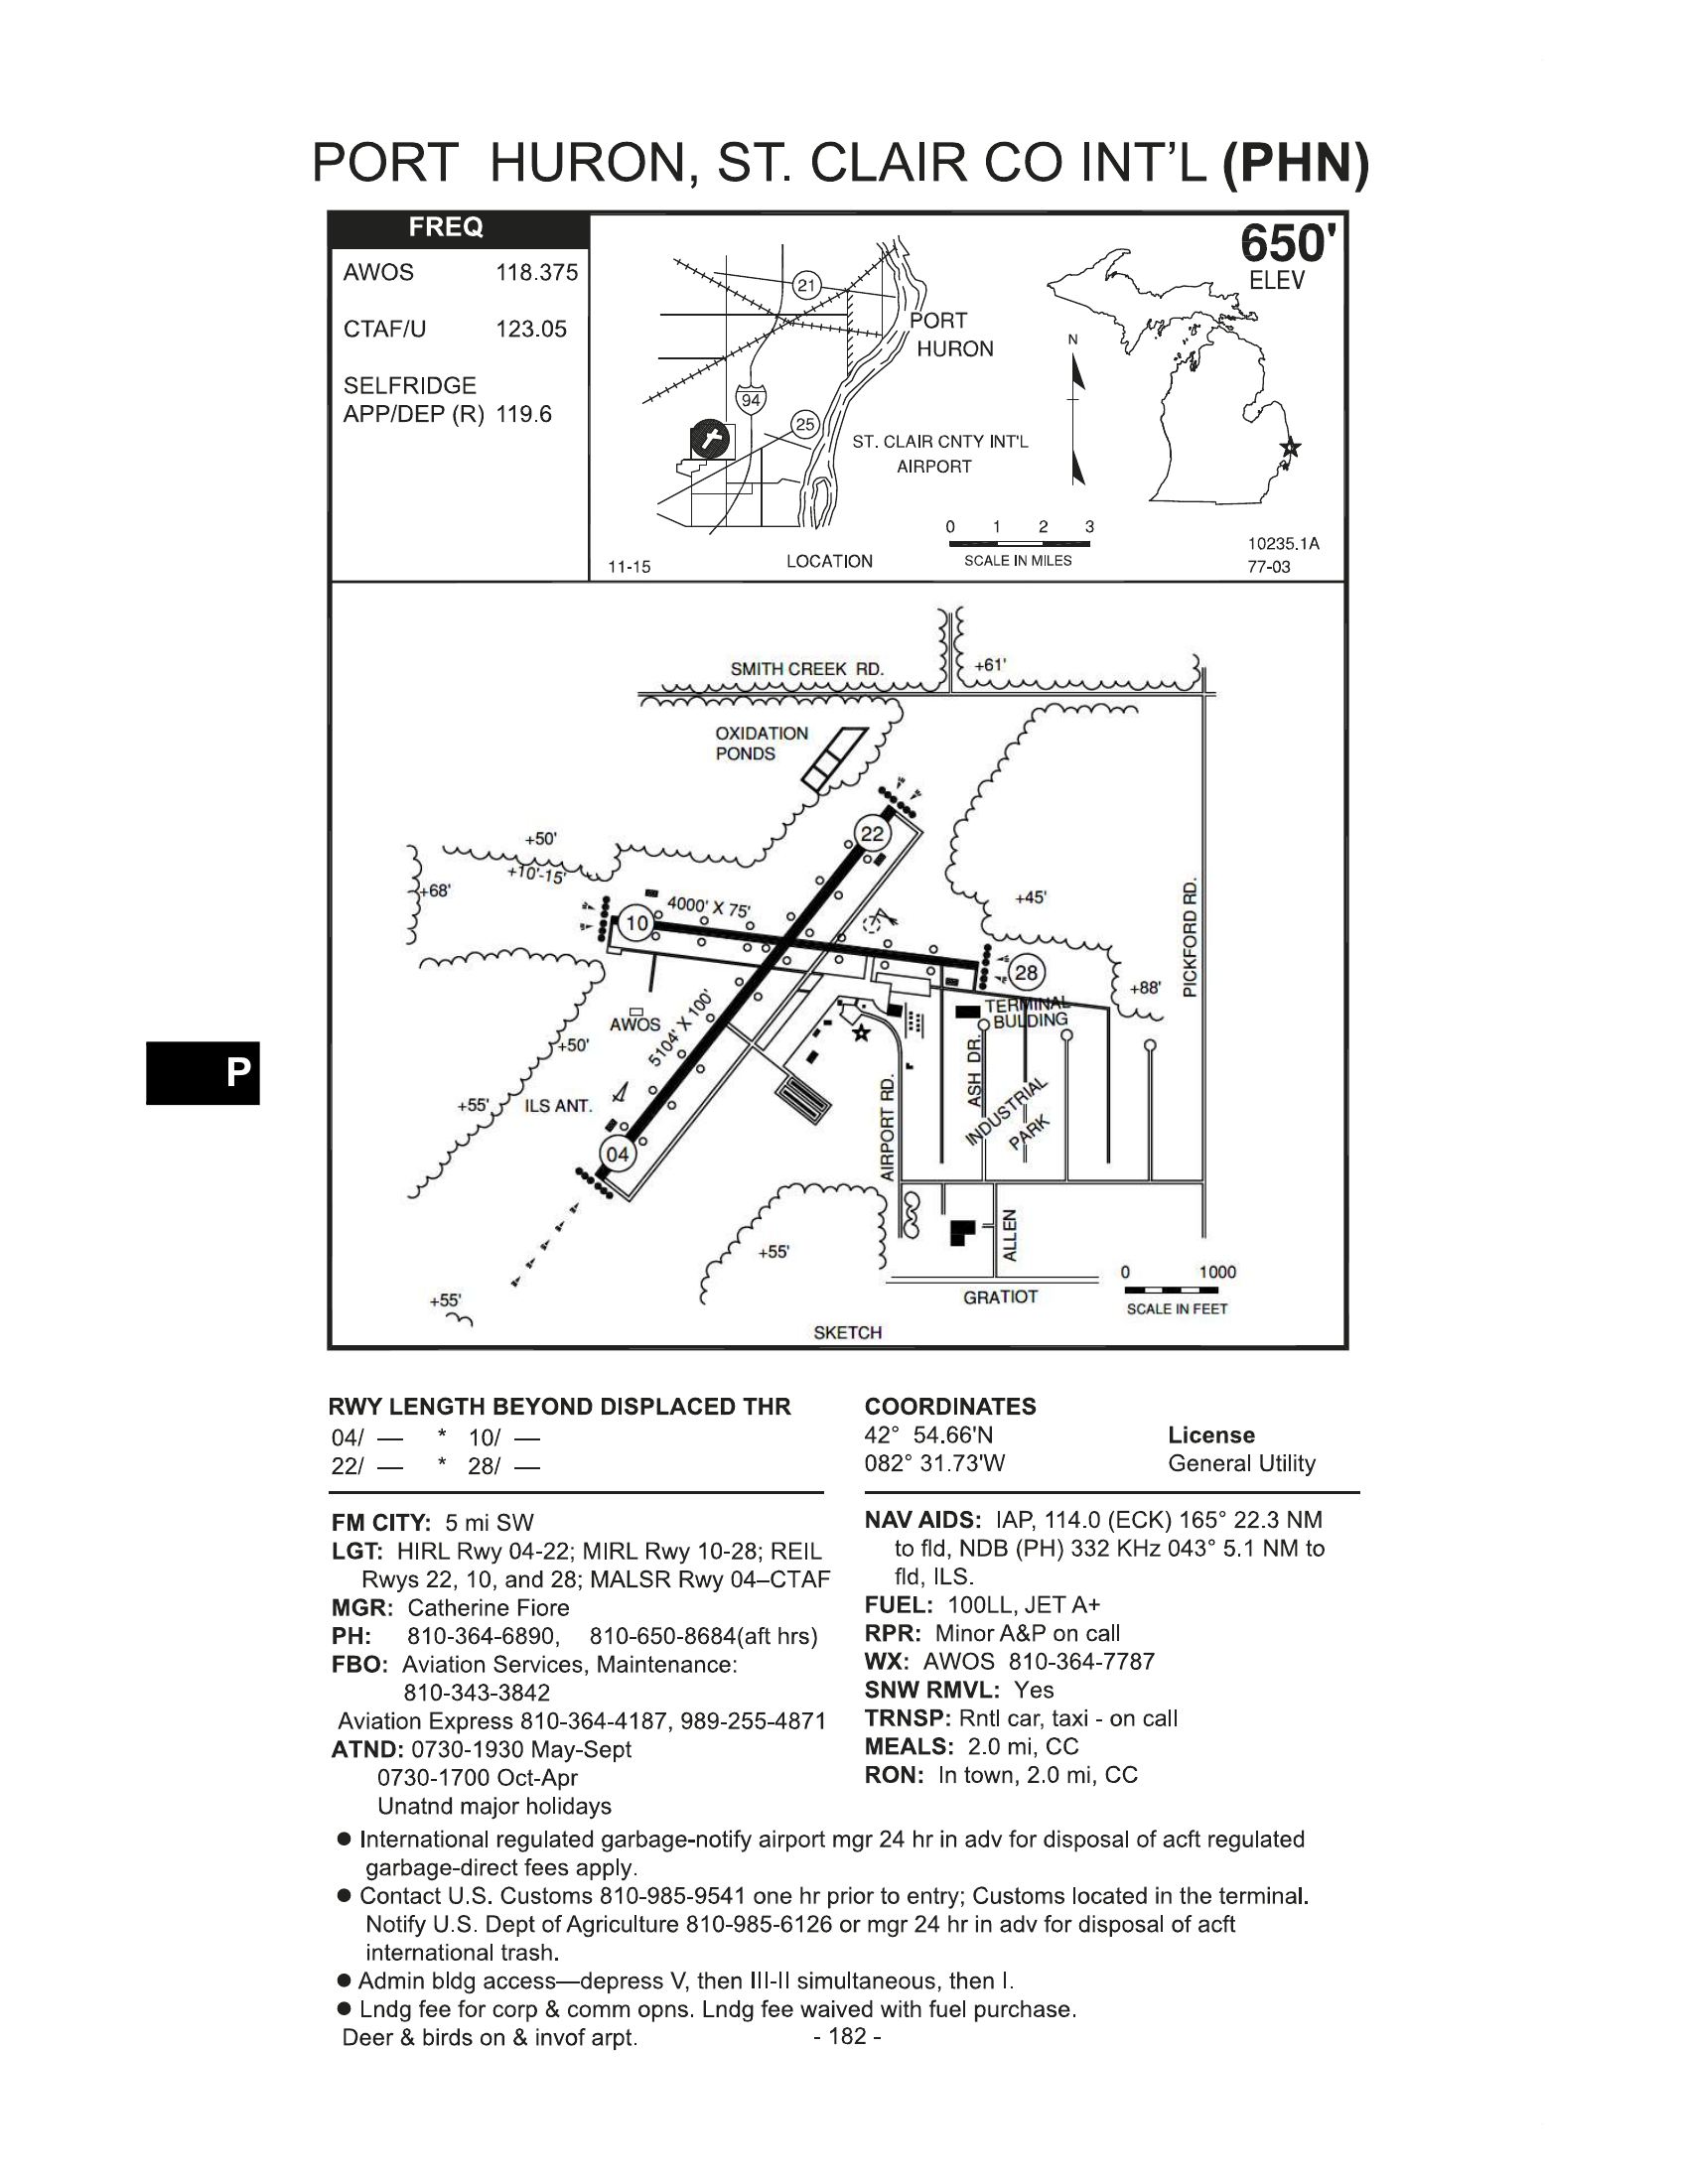 PORT HURON, ST. CLAIR CO INT'L (PHN)
FREQ
AWOS 118.375
CTAF/U 123.05
SELFRIDGE
APP/DEP (R) 119.6
21
94
25
PORT
HURON
ST. CLAIR CNTY INT'L
AIRPORT
N
650'
ELEV
0 1 2 3
SCALE IN MILES
LOCATION
11-15
10235.1A
77-03
SMITH CREEK RD.
+61'
OXIDATION
PONDS
22
+50'
+10'-15'
+68'
4000' X 75'
10
+45'
PICKFORD RD.
28
+88'
TERMINAL
BULDING
AWOS
5104' X 100'
+50'
ASH DR.
+55'
ILS ANT.
INDUSTRIAL
PARK
AIRPORT RD.
04
ALLEN
+55'
+55'
GRATIOT
0 1000
SCALE IN FEET
SKETCH
P
RWY LENGTH BEYOND DISPLACED THR
04/ — * 10/ —
22/ — * 28/ —
COORDINATES
42° 54.66'N
082° 31.73'W
License
General Utility
FM CITY: 5 mi SW
LGT: HIRL Rwy 04-22; MIRL Rwy 10-28; REIL
Rwys 22, 10, and 28; MALSR Rwy 04–CTAF
MGR: Catherine Fiore
PH: 810-364-6890, 810-650-8684(aft hrs)
FBO: Aviation Services, Maintenance:
810-343-3842
Aviation Express 810-364-4187, 989-255-4871
ATND: 0730-1930 May-Sept
0730-1700 Oct-Apr
Unatnd major holidays
NAV AIDS: IAP, 114.0 (ECK) 165° 22.3 NM
to fld, NDB (PH) 332 KHz 043° 5.1 NM to
fld, ILS.
FUEL: 100LL, JET A+
RPR: Minor A&P on call
WX: AWOS 810-364-7787
SNW RMVL: Yes
TRNSP: Rntl car, taxi - on call
MEALS: 2.0 mi, CC
RON: In town, 2.0 mi, CC
● International regulated garbage-notify airport mgr 24 hr in adv for disposal of acft regulated
garbage-direct fees apply.
● Contact U.S. Customs 810-985-9541 one hr prior to entry; Customs located in the terminal.
Notify U.S. Dept of Agriculture 810-985-6126 or mgr 24 hr in adv for disposal of acft
international trash.
● Admin bldg access—depress V, then III-II simultaneous, then I.
● Lndg fee for corp & comm opns. Lndg fee waived with fuel purchase.
Deer & birds on & invof arpt.
- 182 -